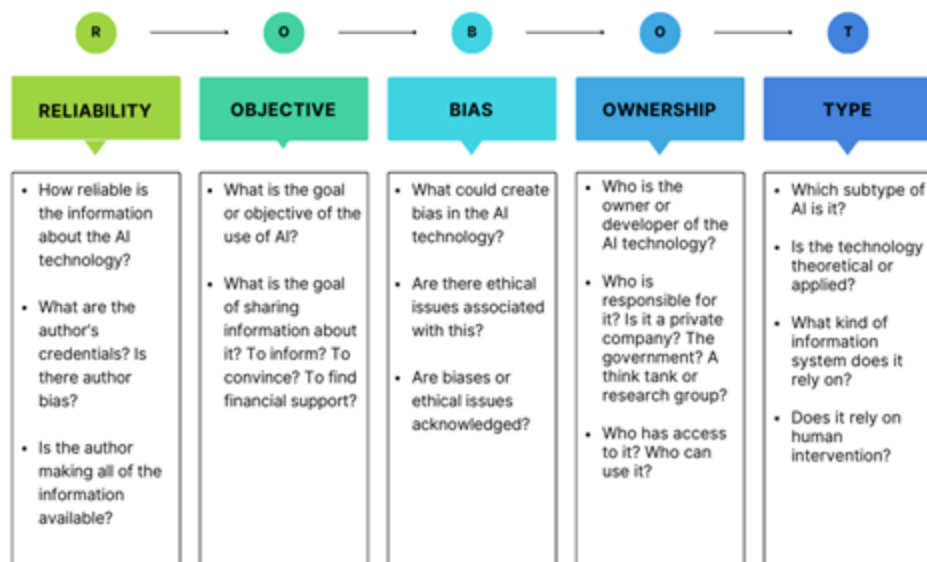 R
O
B
O
T
RELIABILITY
OBJECTIVE
BIAS
OWNERSHIP
TYPE
• How reliable is
the information
about the AI
technology?
• What are the
author's
credentials? Is
there author
bias?
• Is the author
making all of the
information
available?
• What is the goal
or objective of the
use of AI?
• What is the goal
of sharing
information about
it? To inform? To
convince? To find
financial support?
• What could create
bias in the AI
technology?
• Are there ethical
issues associated
with this?
• Are biases or
ethical issues
acknowledged?
• Who is the
owner or
developer of the
AI technology?
• Who is
responsible for
it? Is it a private
company? The
government? A
think tank or
research group?
• Who has access
to it? Who can
use it?
• Which subtype of
AI is it?
• Is the technology
theoretical or
applied?
• What kind of
information
system does it
rely on?
• Does it rely on
human
intervention?